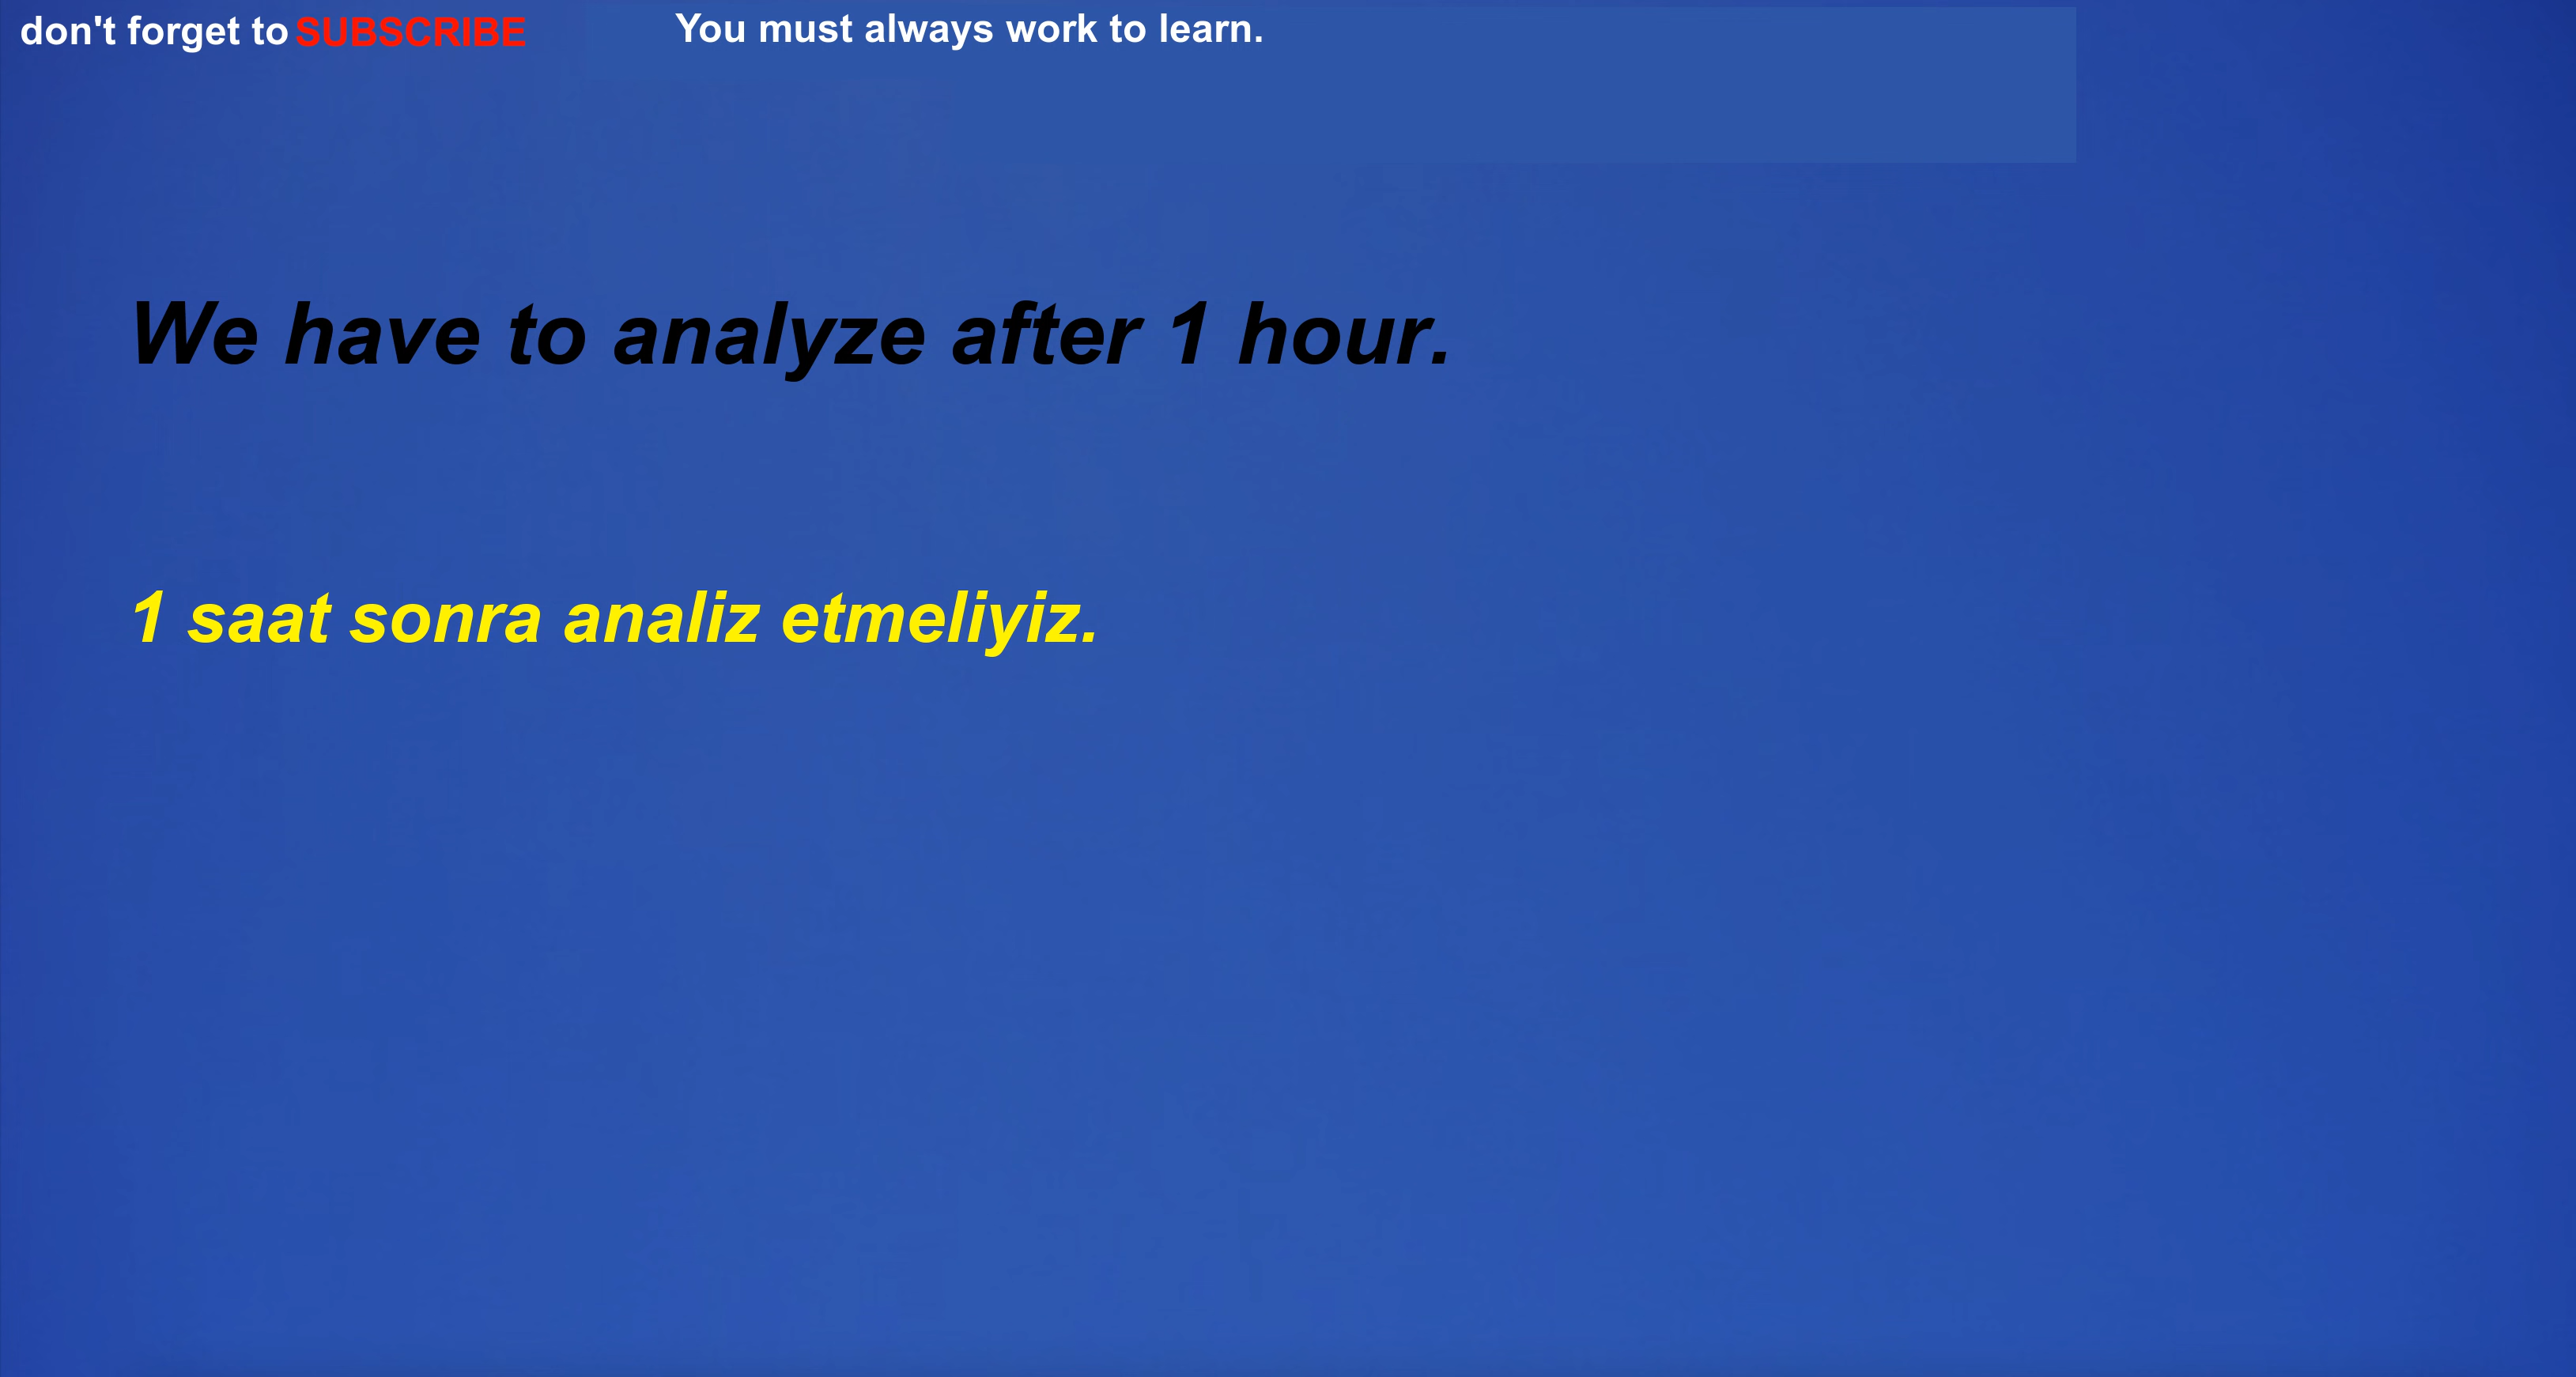 don't forget to SUBSCRIBE
You must always work to learn.
We have to analyze after 1 hour.
1 saat sonra analiz etmeliyiz.